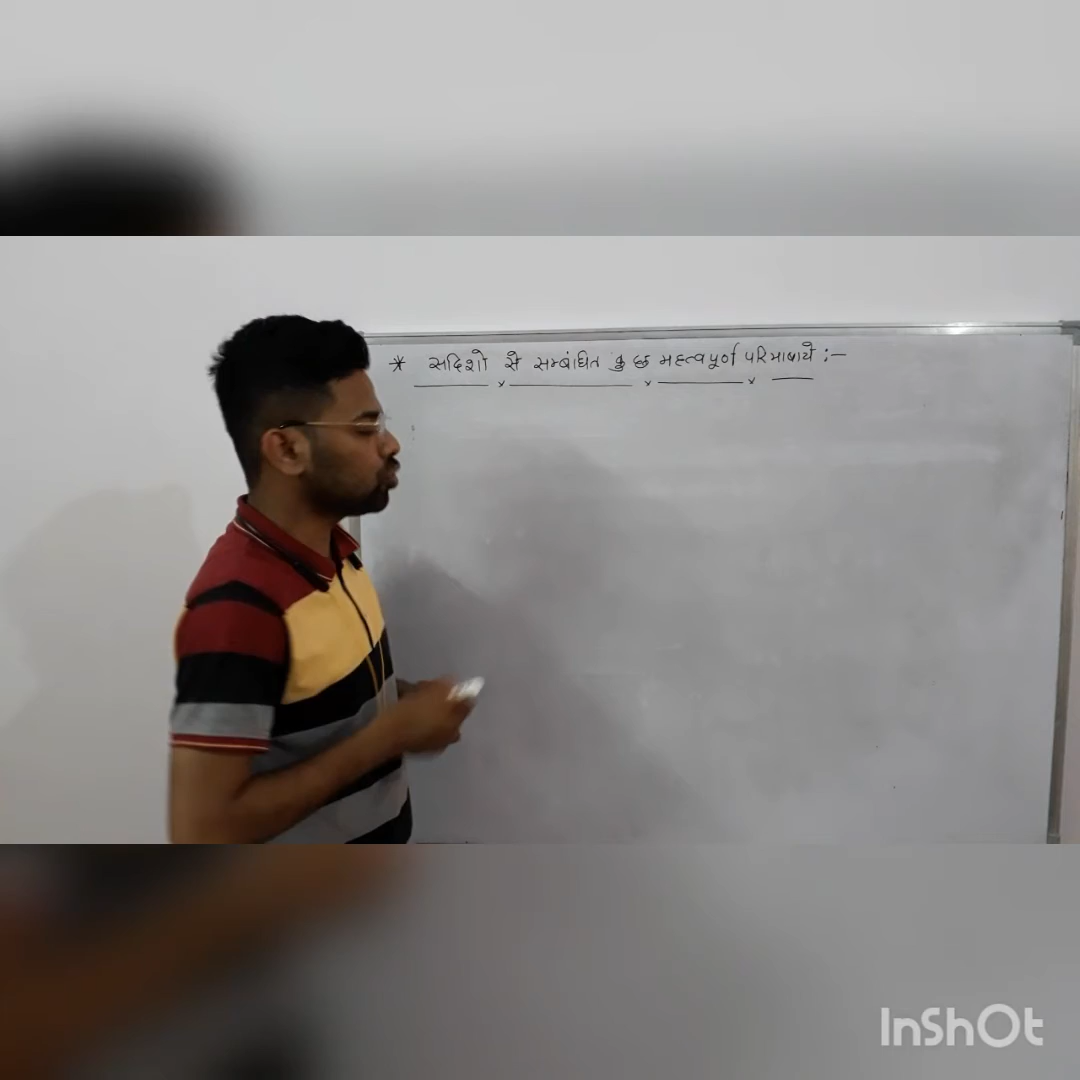 * सदिशो से सम्बंधित कुछ महत्वपूर्ण परिभाषाये :-
InShOt